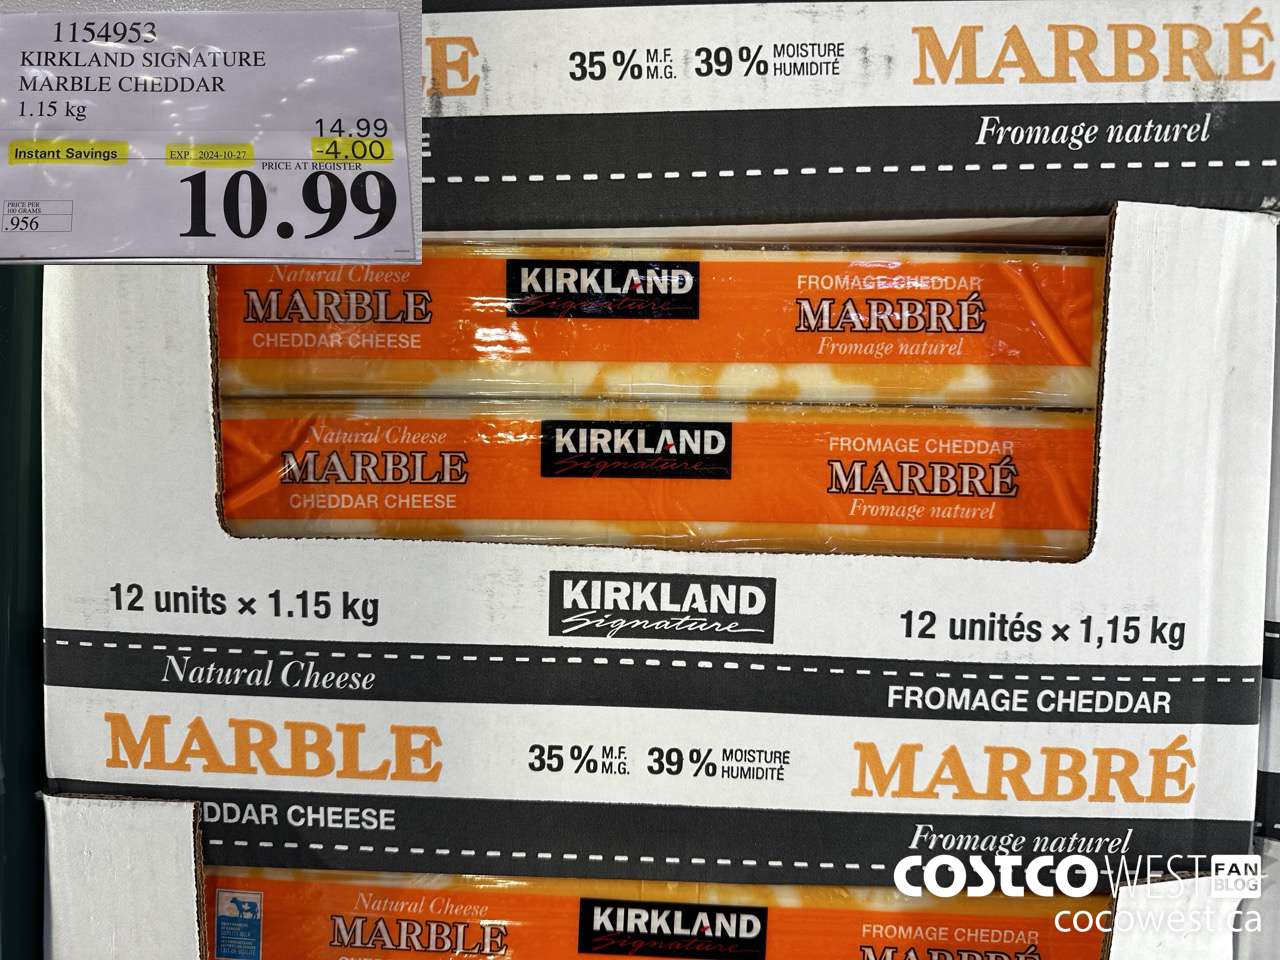 1154953
KIRKLAND SIGNATURE
MARBLE CHEDDAR
1.15 kg
14.99
Instant Savings EXP. 2024-10-27 -4.00
PRICE AT REGISTER
10.99
PRICE PER
100 GRAMS
.956
LE
35% M.F. M.G. 39% MOISTURE HUMIDITÉ
MARBRÉ
E
Fromage naturel
Natural Cheese
MARBLE
CHEDDAR CHEESE
KIRKLAND
Signature
FROMAGE CHEDDAR
MARBRÉ
Fromage naturel
Natural Cheese
MARBLE
CHEDDAR CHEESE
KIRKLAND
Signature
FROMAGE CHEDDAR
MARBRÉ
Fromage naturel
12 units × 1.15 kg
KIRKLAND
Signature
12 unités × 1,15 kg
Natural Cheese
FROMAGE CHEDDAR
MARBLE
35% M.F. M.G. 39% MOISTURE HUMIDITÉ
MARBRÉ
DDAR CHEESE
Fromage naturel
Natural Cheese
MARBLE
KIRKLAND
Signature
FROMAGE CHEDDAR
MARBRÉ
COSTCO WEST FAN BLOG
cocowest.ca